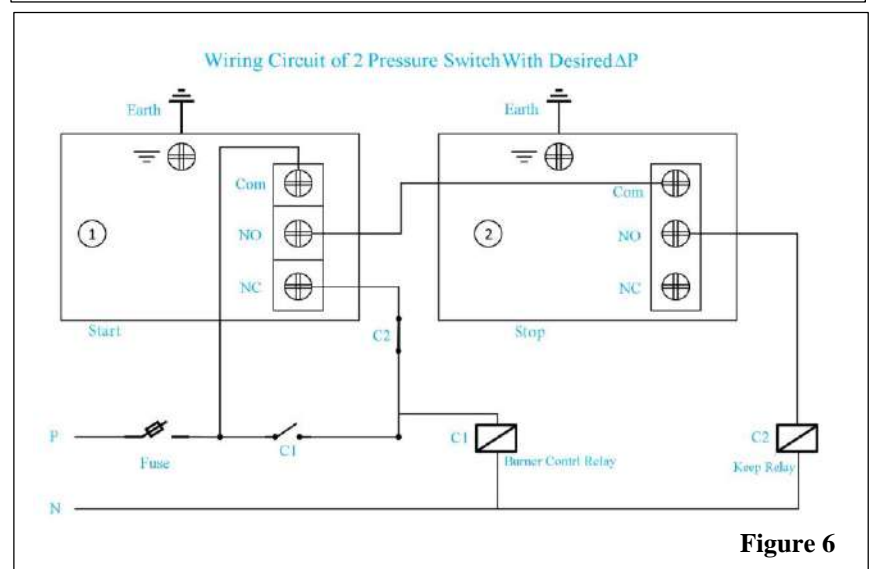 Wiring Circuit of 2 Pressure Switch With Desired ΔP
Earth
Earth
Com
NO
NC
1
Start
Com
NO
NC
2
Stop
C2
P
Fuse
C1
C1
Burner Contrl Relay
C2
Keep Relay
N
Figure 6